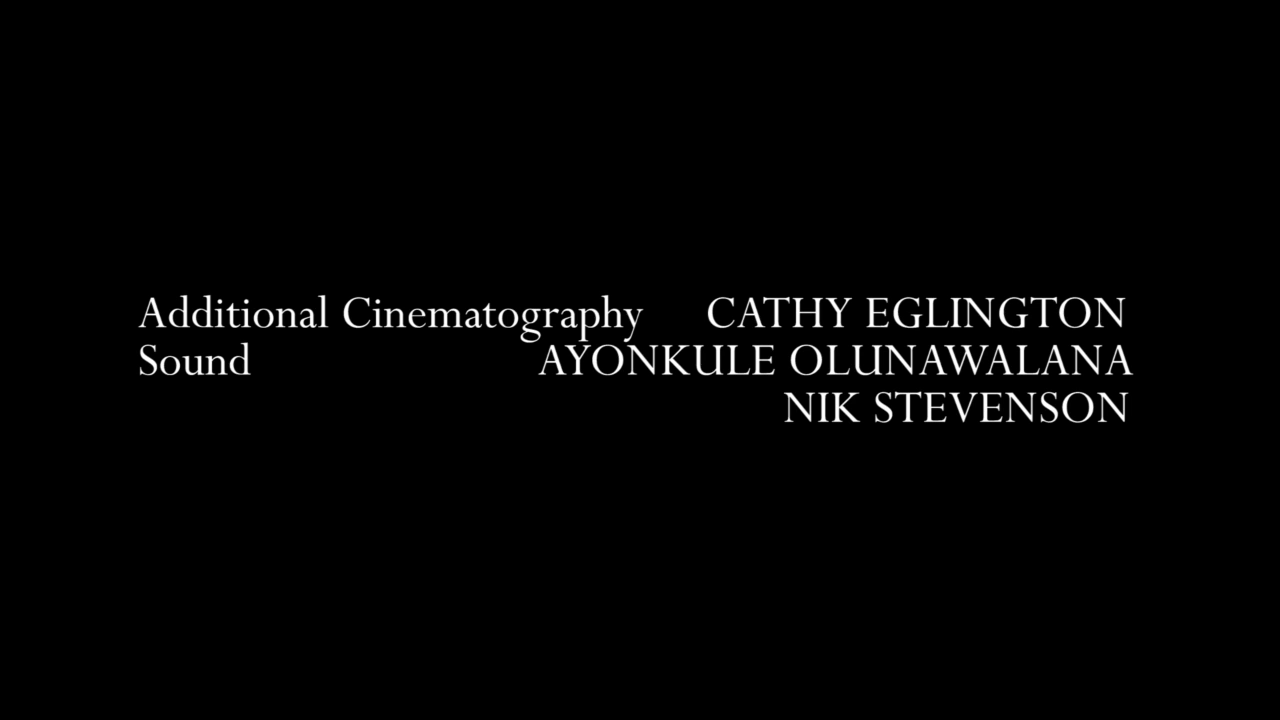 Additional Cinematography CATHY EGLINGTON
Sound AYONKULE OLUNAWALANA
NIK STEVENSON